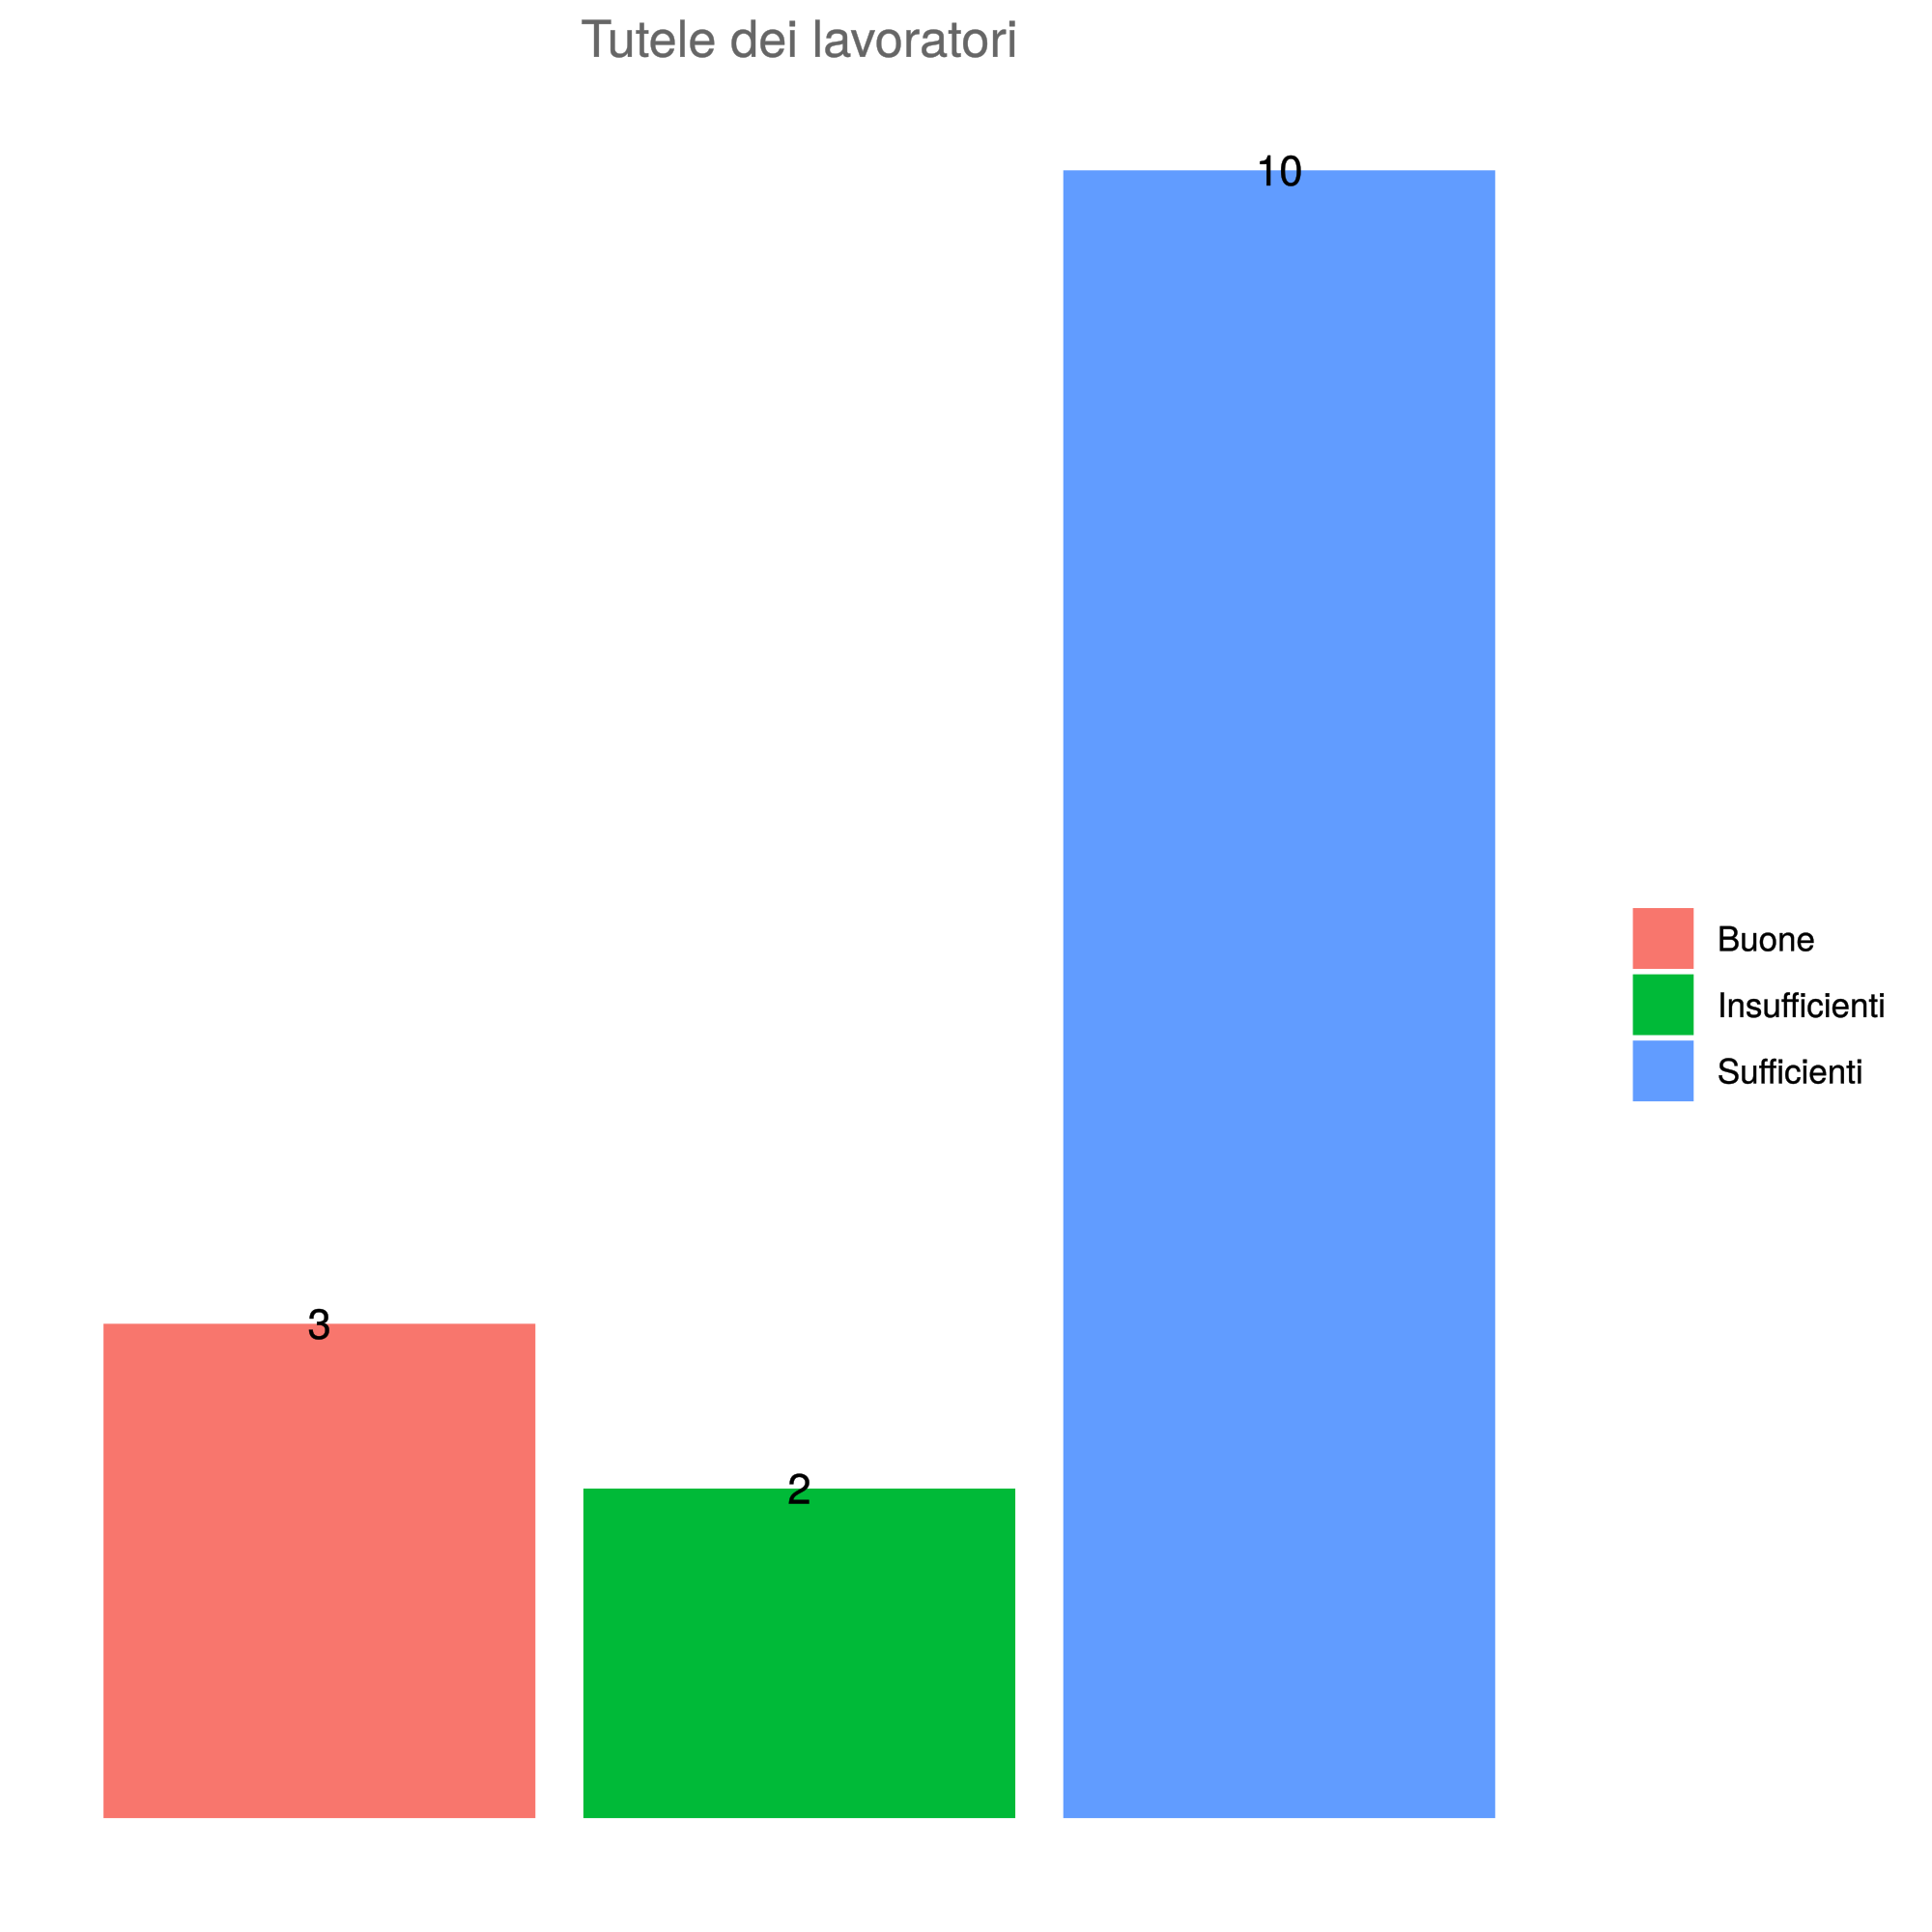 Tutele dei lavoratori
10
3
2
Buone
Insufficienti
Sufficienti